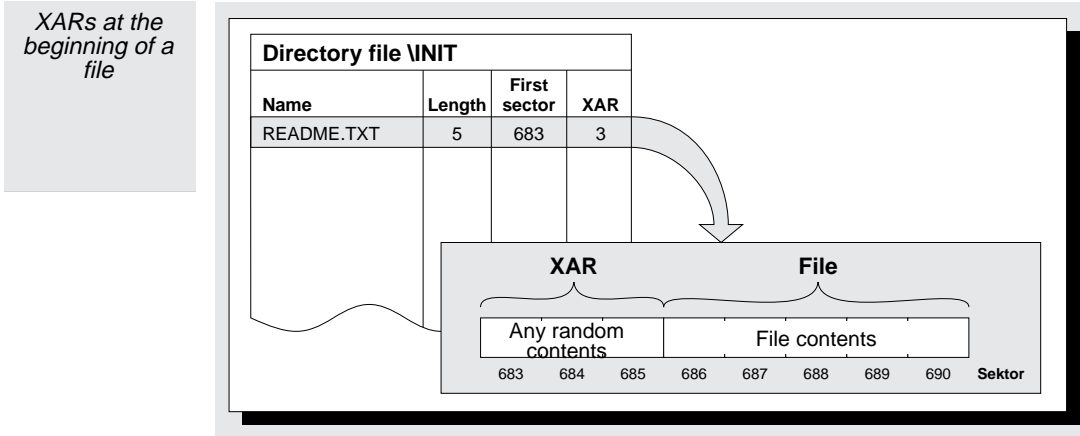 XARs at the
beginning of a
file
Directory file \INIT
Name Length First sector XAR
README.TXT 5 683 3
XAR File
Any random
contents
File contents
683 684 685 686 687 688 689 690 Sektor